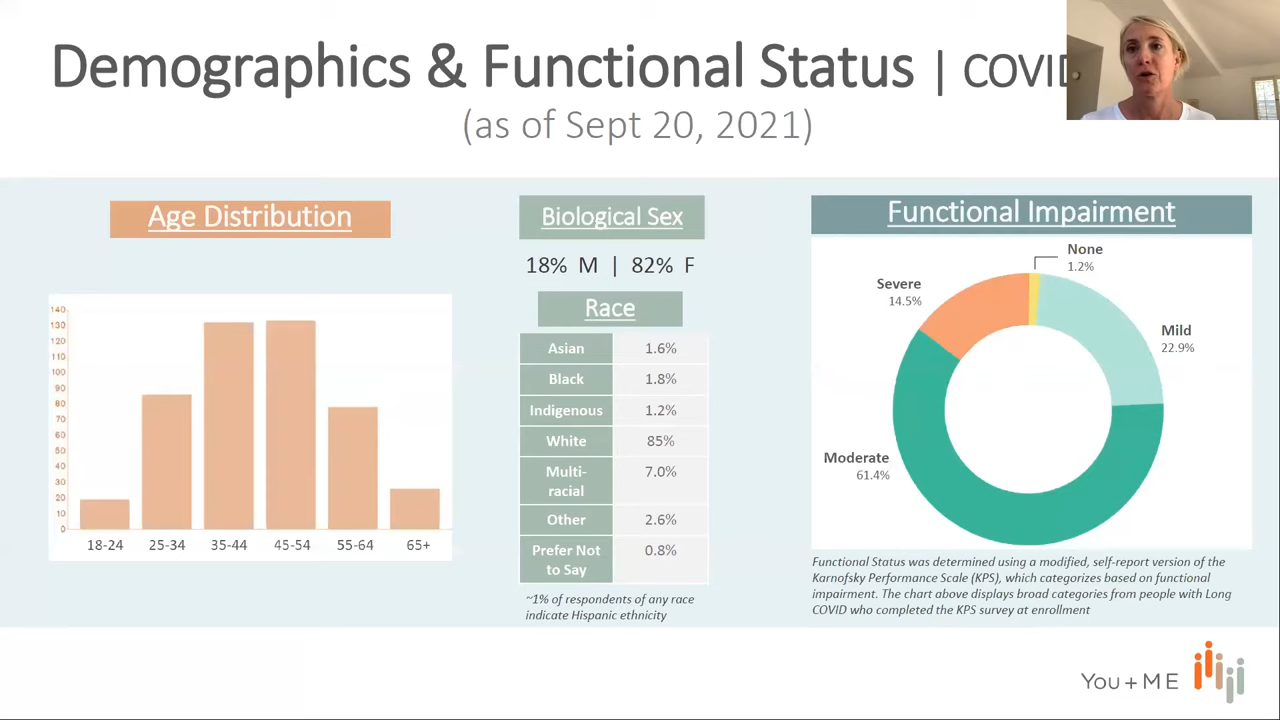 Demographics & Functional Status | COVID
(as of Sept 20, 2021)
Age Distribution
140
130
120
110
100
90
80
70
60
50
40
30
20
10
0
18-24 25-34 35-44 45-54 55-64 65+
Biological Sex
18% M | 82% F
Race
Asian 1.6%
Black 1.8%
Indigenous 1.2%
White 85%
Multi-
racial 7.0%
Other 2.6%
Prefer Not
to Say 0.8%
~1% of respondents of any race
indicate Hispanic ethnicity
Functional Impairment
None
1.2%
Mild
22.9%
Severe
14.5%
Moderate
61.4%
Functional Status was determined using a modified, self-report version of the
Karnofsky Performance Scale (KPS), which categorizes based on functional
impairment. The chart above displays broad categories from people with Long
COVID who completed the KPS survey at enrollment
You + ME